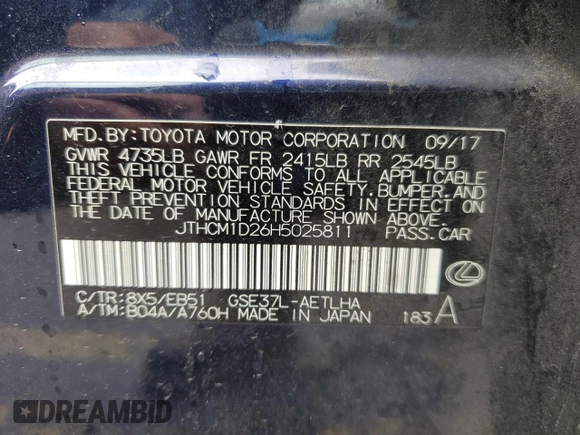 MFD.BY:TOYOTA MOTOR CORPORATION 09/17
GVWR 4735LB GAWR FR 2415LB RR 2545LB
THIS VEHICLE CONFORMS TO ALL APPLICABLE
FEDERAL MOTOR VEHICLE SAFETY,BUMPER,AND
THEFT PREVENTION STANDARDS IN EFFECT ON
THE DATE OF MANUFACTURE SHOWN ABOVE.
JTHCM1D26H5025811 PASS.CAR
C/TR:8X5/EB51 GSE37L-AETLHA
A/TM:B04A/A760H MADE IN JAPAN 183 A
DREAMBID